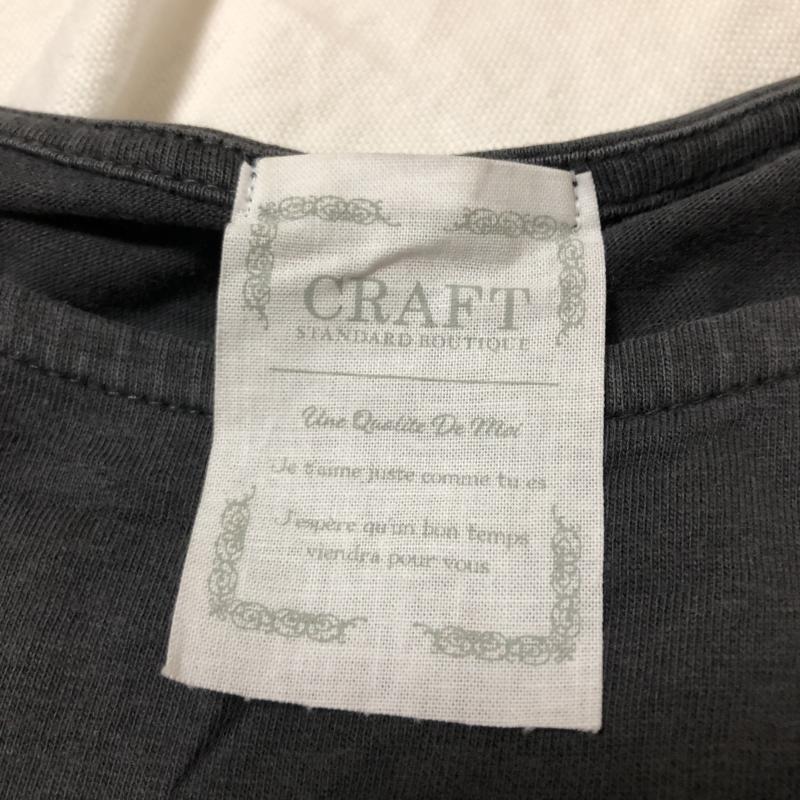 CRAFT
STANDARD BOUTIQUE
Une Qualite De Moi
Je t'aime juste comme tu es
J'espère qu'un bon temps
viendra pour vous